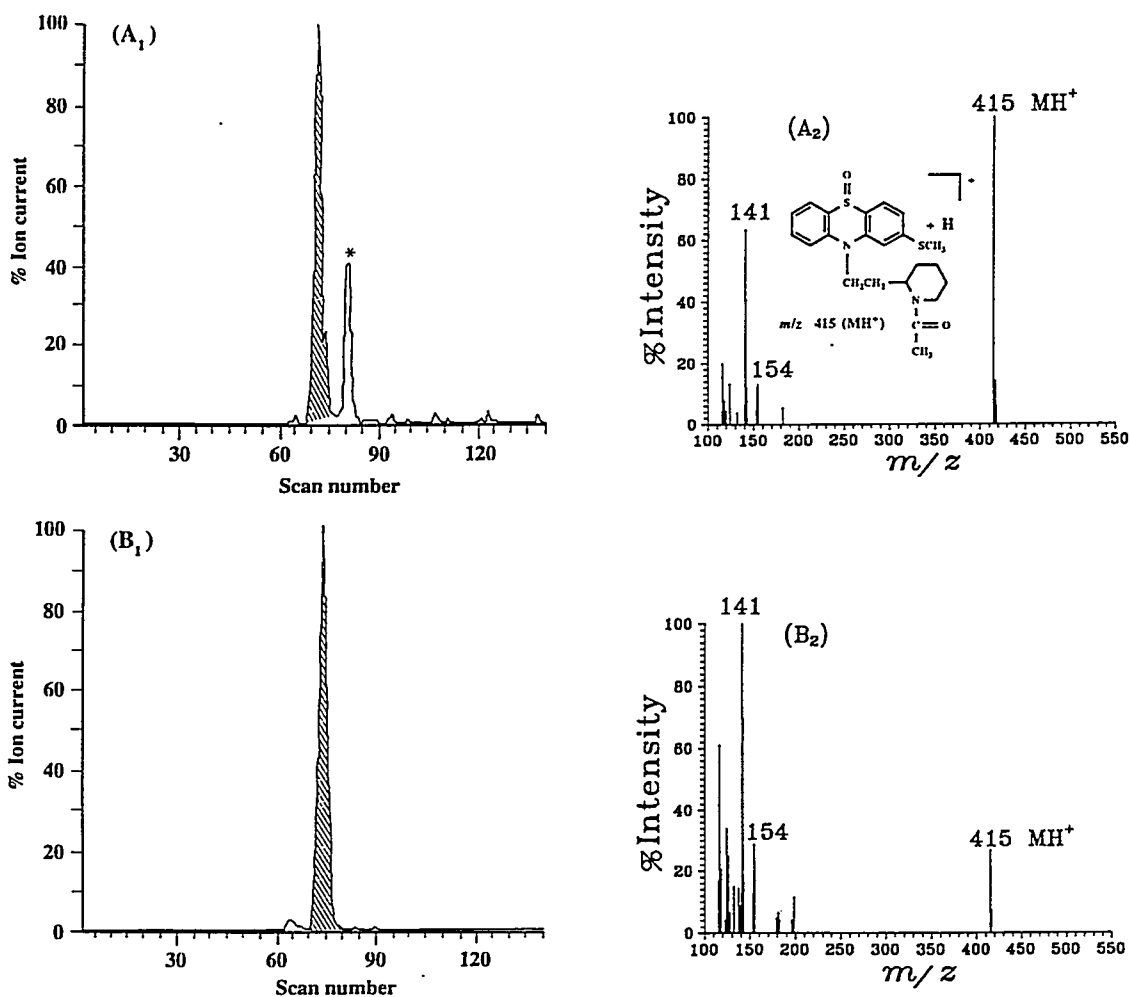 (A₁)
100
80
60
40
20
0
% Ion current
*
30
60
90
120
Scan number
(A₂)
415 MH⁺
100
80
60
40
20
0
%Intensity
141
154
O
S
+
+ H
SCH₃
N
CH₂CH₂
N
C=O
CH₃
m/z 415 (MH⁺)
100 150 200 250 300 350 400 450 500 550
m/z
(B₁)
100
80
60
40
20
0
% Ion current
30
60
90
120
Scan number
(B₂)
141
100
80
60
40
20
0
%Intensity
154
415 MH⁺
100 150 200 250 300 350 400 450 500 550
m/z